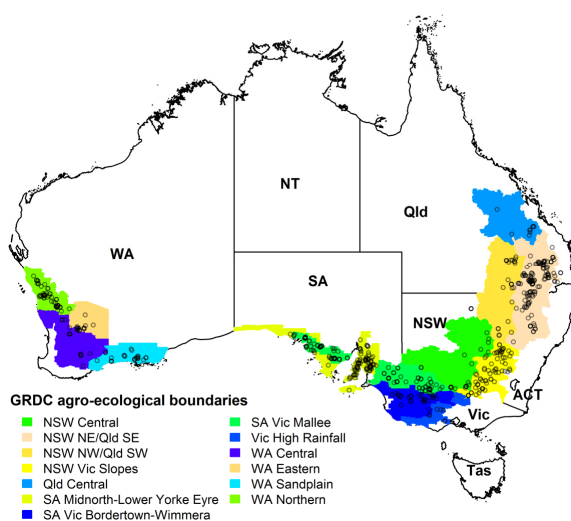 NT
Qld
WA
SA
NSW
ACT
Vic
Tas
GRDC agro-ecological boundaries
NSW Central
NSW NE/Qld SE
NSW NW/Qld SW
NSW Vic Slopes
Qld Central
SA Midnorth-Lower Yorke Eyre
SA Vic Bordertown-Wimmera
SA Vic Mallee
Vic High Rainfall
WA Central
WA Eastern
WA Sandplain
WA Northern